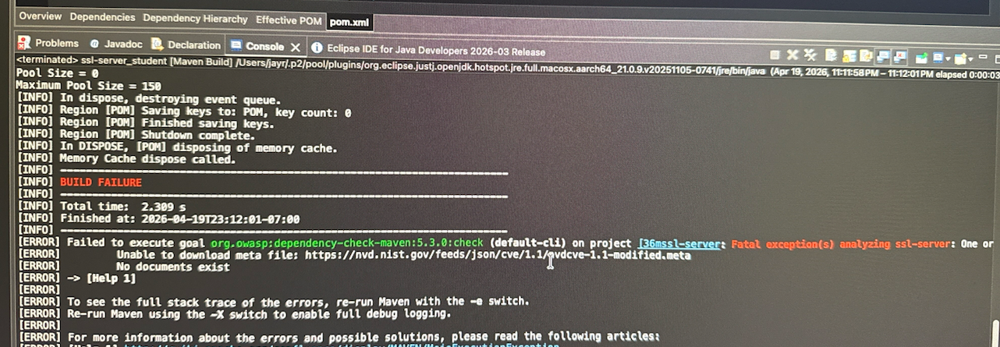 Overview Dependencies Dependency Hierarchy Effective POM pom.xml
Problems @ Javadoc Declaration Console Eclipse IDE for Java Developers 2026-03 Release
<terminated> ssl-server_student [Maven Build] /Users/jayr/.p2/pool/plugins/org.eclipse.justj.openjdk.hotspot.jre.full.macosx.aarch64_21.0.9.v20251105-0741/jre/bin/java (Apr 19, 2026, 11:11:58 PM – 11:12:01 PM elapsed 0:00:03
Pool Size = 0
Maximum Pool Size = 150
[INFO] In dispose, destroying event queue.
[INFO] Region [POM] Saving keys to: POM, key count: 0
[INFO] Region [POM] Finished saving keys.
[INFO] Region [POM] Shutdown complete.
[INFO] In DISPOSE, [POM] disposing of memory cache.
[INFO] Memory Cache dispose called.
[INFO] ------------------------------------------------------------------------
[INFO] BUILD FAILURE
[INFO] ------------------------------------------------------------------------
[INFO] Total time: 2.309 s
[INFO] Finished at: 2026-04-19T23:12:01-07:00
[INFO] ------------------------------------------------------------------------
[ERROR] Failed to execute goal org.owasp:dependency-check-maven:5.3.0:check (default-cli) on project [36mssl-server: Fatal exception(s) analyzing ssl-server: One or
[ERROR] Unable to download meta file: https://nvd.nist.gov/feeds/json/cve/1.1/nvdcve-1.1-modified.meta
[ERROR] No documents exist
[ERROR] -> [Help 1]
[ERROR]
[ERROR] To see the full stack trace of the errors, re-run Maven with the -e switch.
[ERROR] Re-run Maven using the -X switch to enable full debug logging.
[ERROR]
[ERROR] For more information about the errors and possible solutions, please read the following articles: